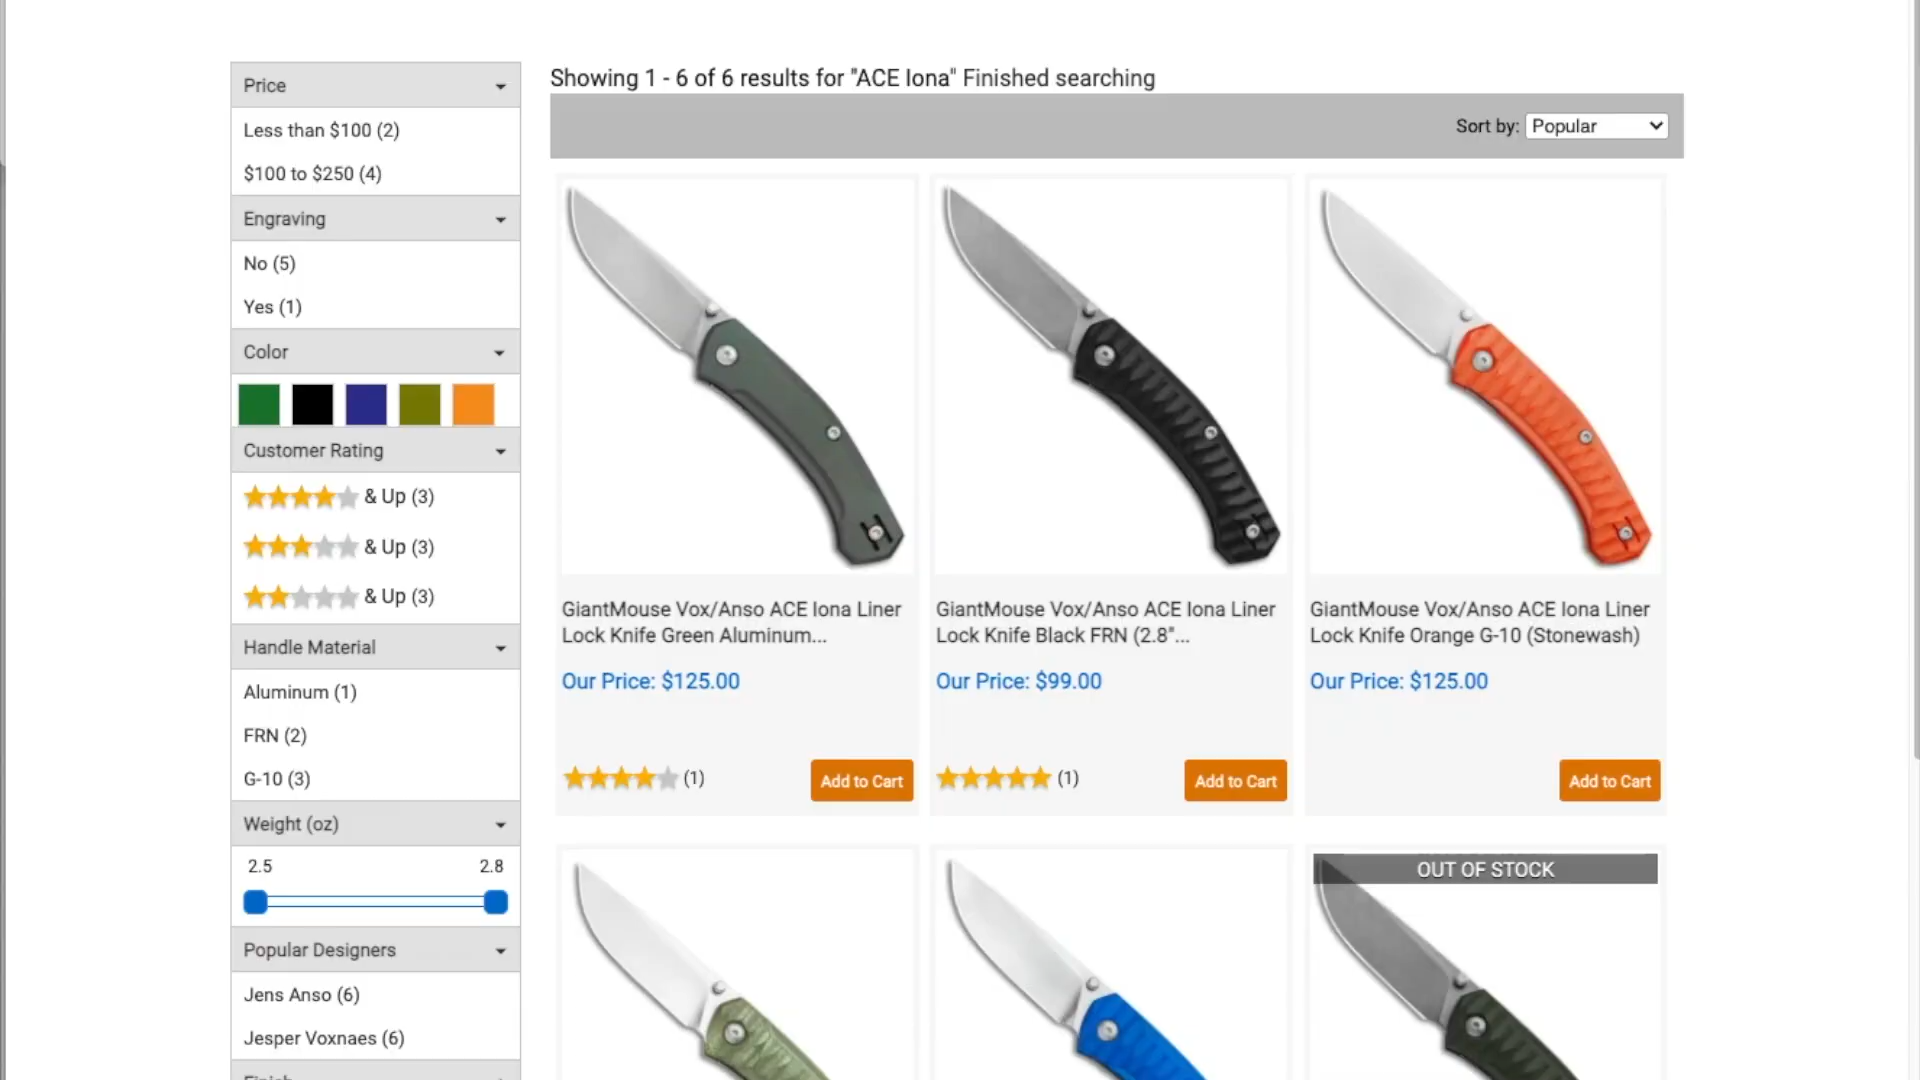 Price
Less than $100 (2)
$100 to $250 (4)
Engraving
No (5)
Yes (1)
Color
Customer Rating
& Up (3)
& Up (3)
& Up (3)
Handle Material
Aluminum (1)
FRN (2)
G-10 (3)
Weight (oz)
2.5 2.8
Popular Designers
Jens Anso (6)
Jesper Voxnaes (6)
Showing 1 - 6 of 6 results for "ACE Iona" Finished searching
Sort by: Popular
GiantMouse Vox/Anso ACE Iona Liner
Lock Knife Green Aluminum...
Our Price: $125.00
(1) Add to Cart
GiantMouse Vox/Anso ACE Iona Liner
Lock Knife Black FRN (2.8"...
Our Price: $99.00
(1) Add to Cart
GiantMouse Vox/Anso ACE Iona Liner
Lock Knife Orange G-10 (Stonewash)
Our Price: $125.00
Add to Cart
OUT OF STOCK